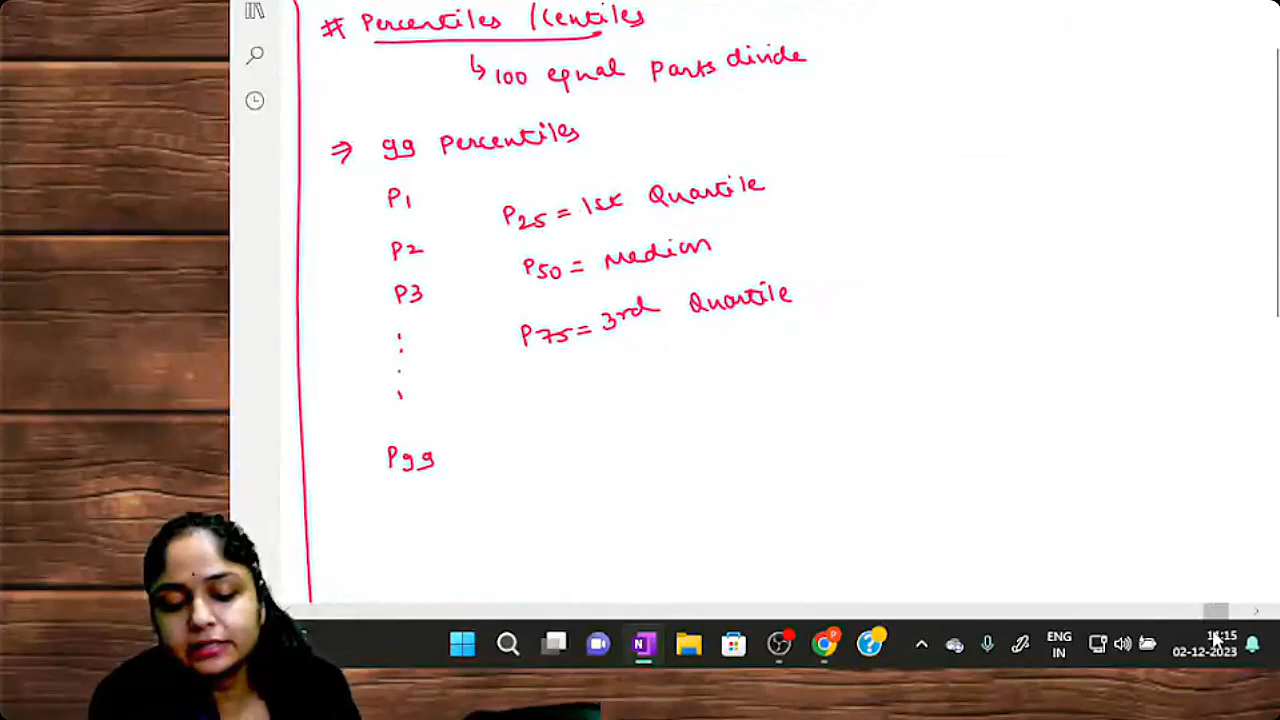 # Percentiles / Centiles
↳ 100 equal parts divide
⇒ 99 Percentiles
P1
P2
P3
P99
P25 = 1st Quartile
P50 = Median
P75 = 3rd Quartile
ENG
IN
02-12-2023